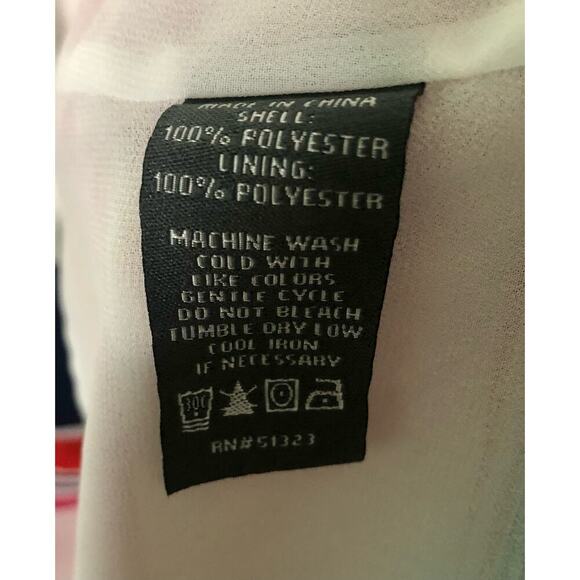 MADE IN CHINA
SHELL:
100% POLYESTER
LINING:
100% POLYESTER
MACHINE WASH
COLD WITH
LIKE COLORS
GENTLE CYCLE
DO NOT BLEACH
TUMBLE DRY LOW
COOL IRON
IF NECESSARY
30C
RN#51323